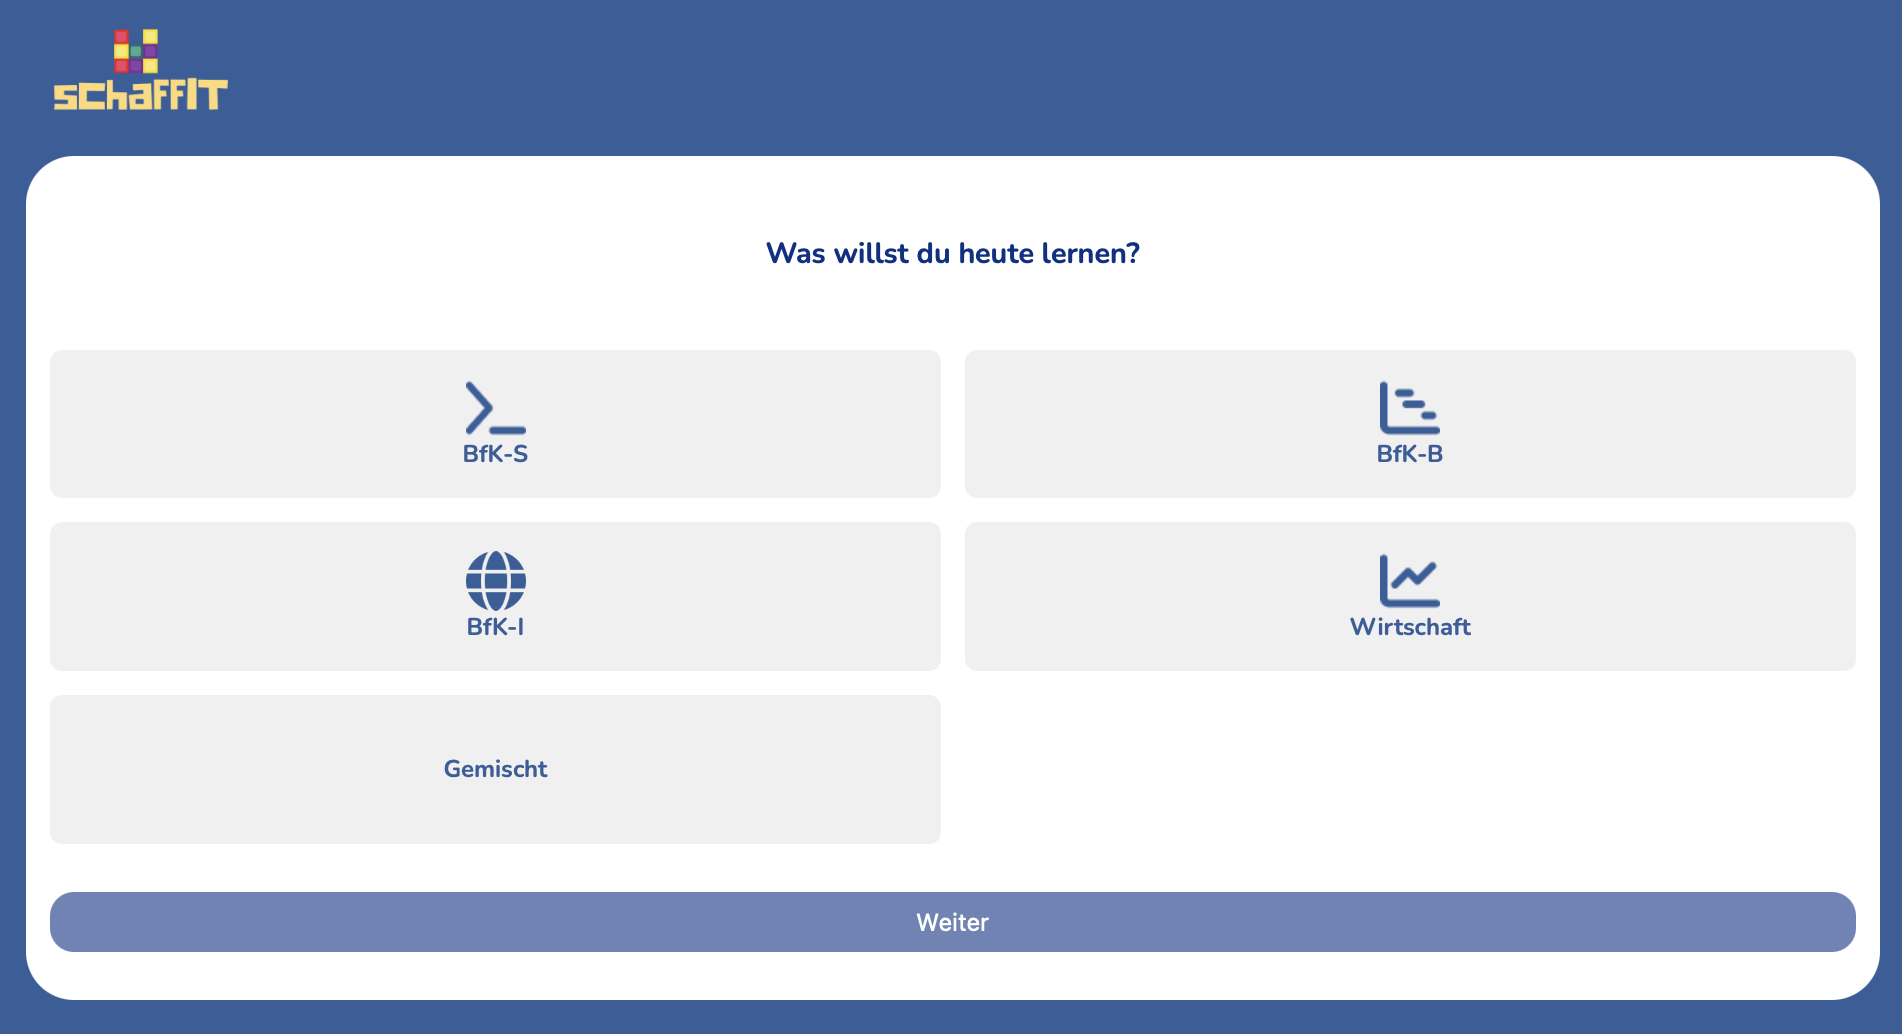 schaffIT
Was willst du heute lernen?
BfK-S
BfK-B
BfK-I
Wirtschaft
Gemischt
Weiter